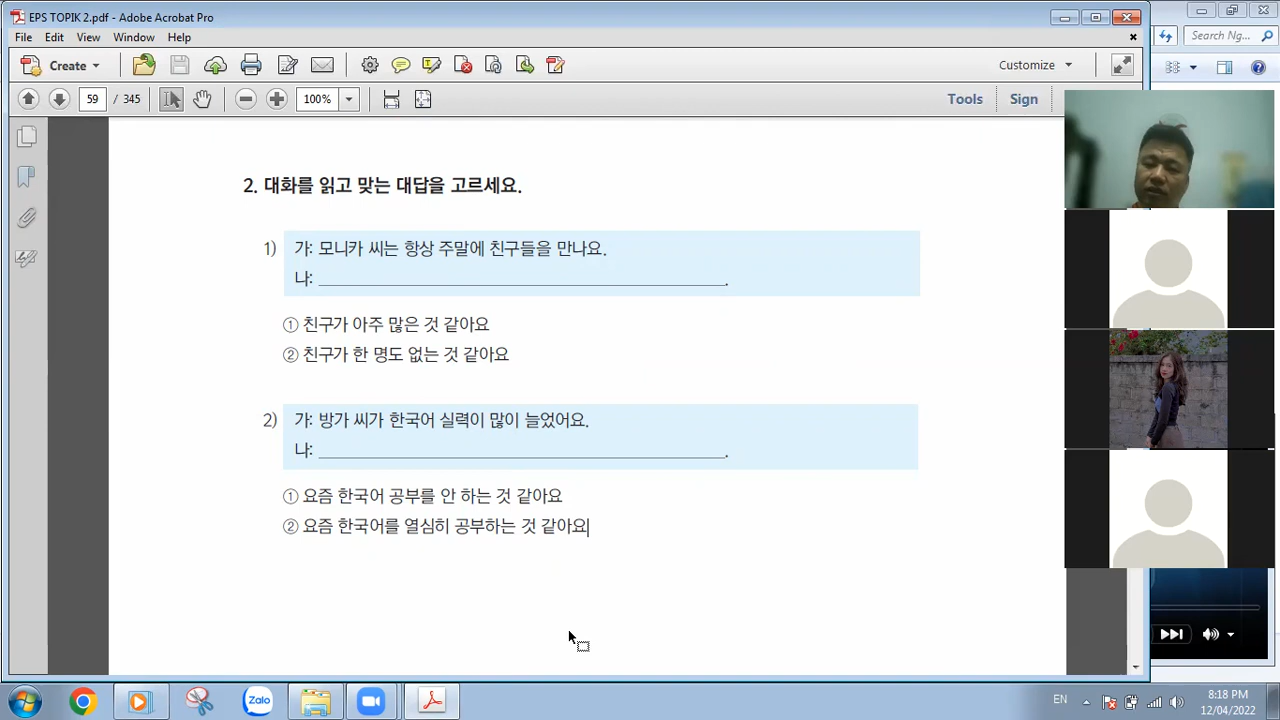 EPS TOPIK 2.pdf - Adobe Acrobat Pro
File Edit View Window Help
Create
Customize
Search Ng...
59 / 345
100%
Tools Sign
2. 대화를 읽고 맞는 대답을 고르세요.
1) 가: 모니카 씨는 항상 주말에 친구들을 만나요.
나: ______________________.
① 친구가 아주 많은 것 같아요
② 친구가 한 명도 없는 것 같아요
2) 가: 방가 씨가 한국어 실력이 많이 늘었어요.
나: ______________________.
① 요즘 한국어 공부를 안 하는 것 같아요
② 요즘 한국어를 열심히 공부하는 것 같아요
Zalo
EN
8:18 PM
12/04/2022